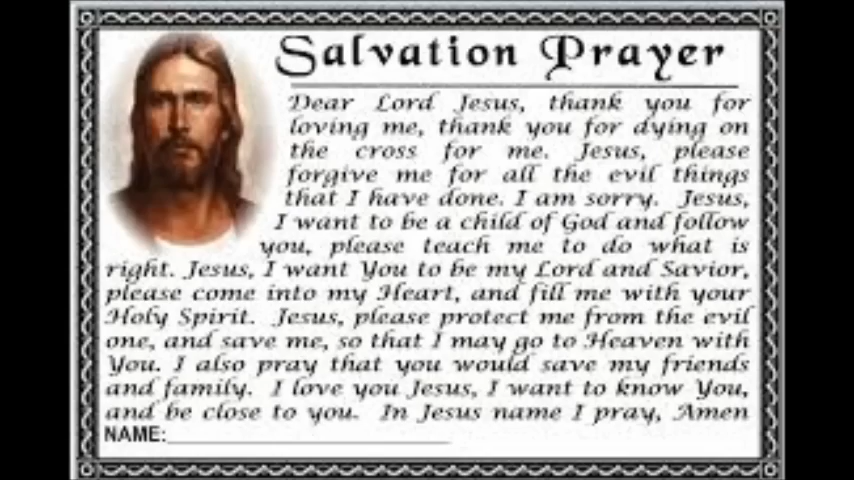 Salvation Prayer
Dear Lord Jesus, thank you for
loving me, thank you for dying on
the cross for me. Jesus, please
forgive me for all the evil things
that I have done. I am sorry. Jesus,
I want to be a child of God and follow
you, please teach me to do what is
right. Jesus, I want You to be my Lord and Savior,
please come into my Heart, and fill me with your
Holy Spirit. Jesus, please protect me from the evil
one, and save me, so that I may go to Heaven with
You. I also pray that you would save my friends
and family. I love you Jesus, I want to know You,
and be close to you. In Jesus name I pray, Amen
NAME: